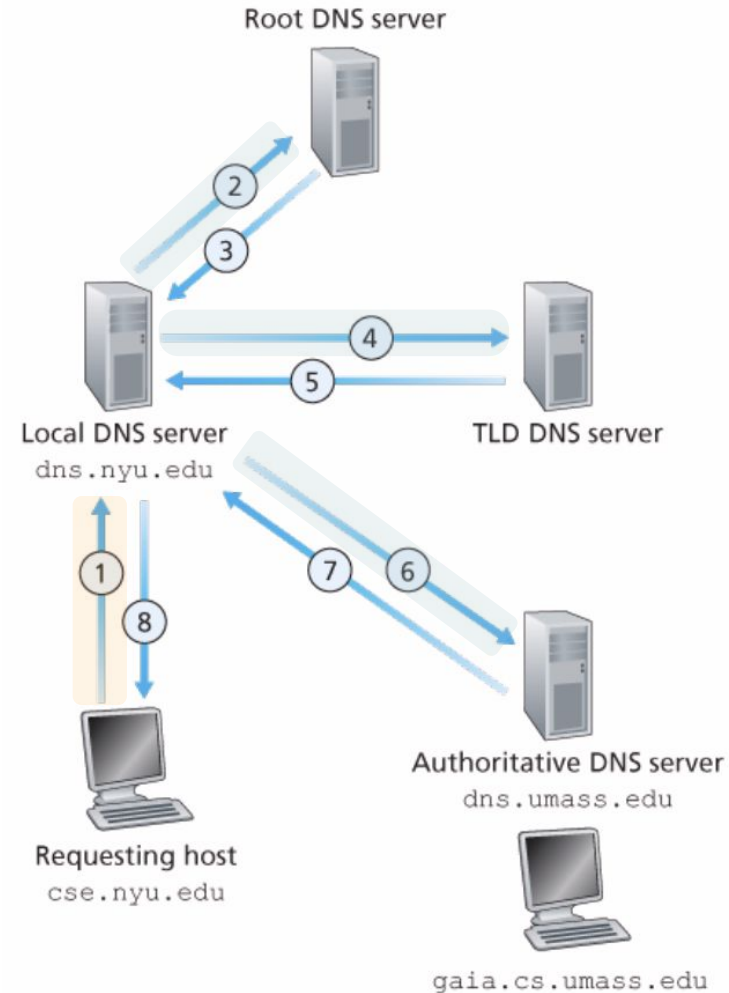 Root DNS server
2
3
4
5
Local DNS server
dns.nyu.edu
TLD DNS server
1
8
7
6
Requesting host
cse.nyu.edu
Authoritative DNS server
dns.umass.edu
gaia.cs.umass.edu